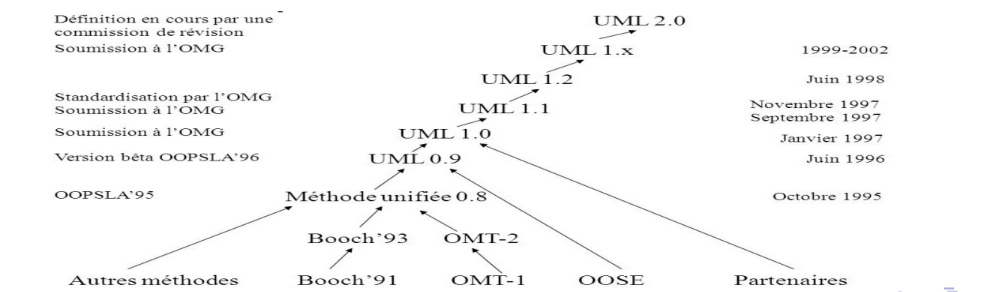 Définition en cours par une
commission de révision
UML 2.0
Soumission à l'OMG
UML 1.x
1999-2002
UML 1.2
Juin 1998
Standardisation par l'OMG
Soumission à l'OMG
UML 1.1
Novembre 1997
Septembre 1997
Soumission à l'OMG
UML 1.0
Janvier 1997
Version bêta OOPSLA'96
UML 0.9
Juin 1996
OOPSLA'95
Méthode unifiée 0.8
Octobre 1995
Booch'93
OMT-2
Autres méthodes
Booch'91
OMT-1
OOSE
Partenaires